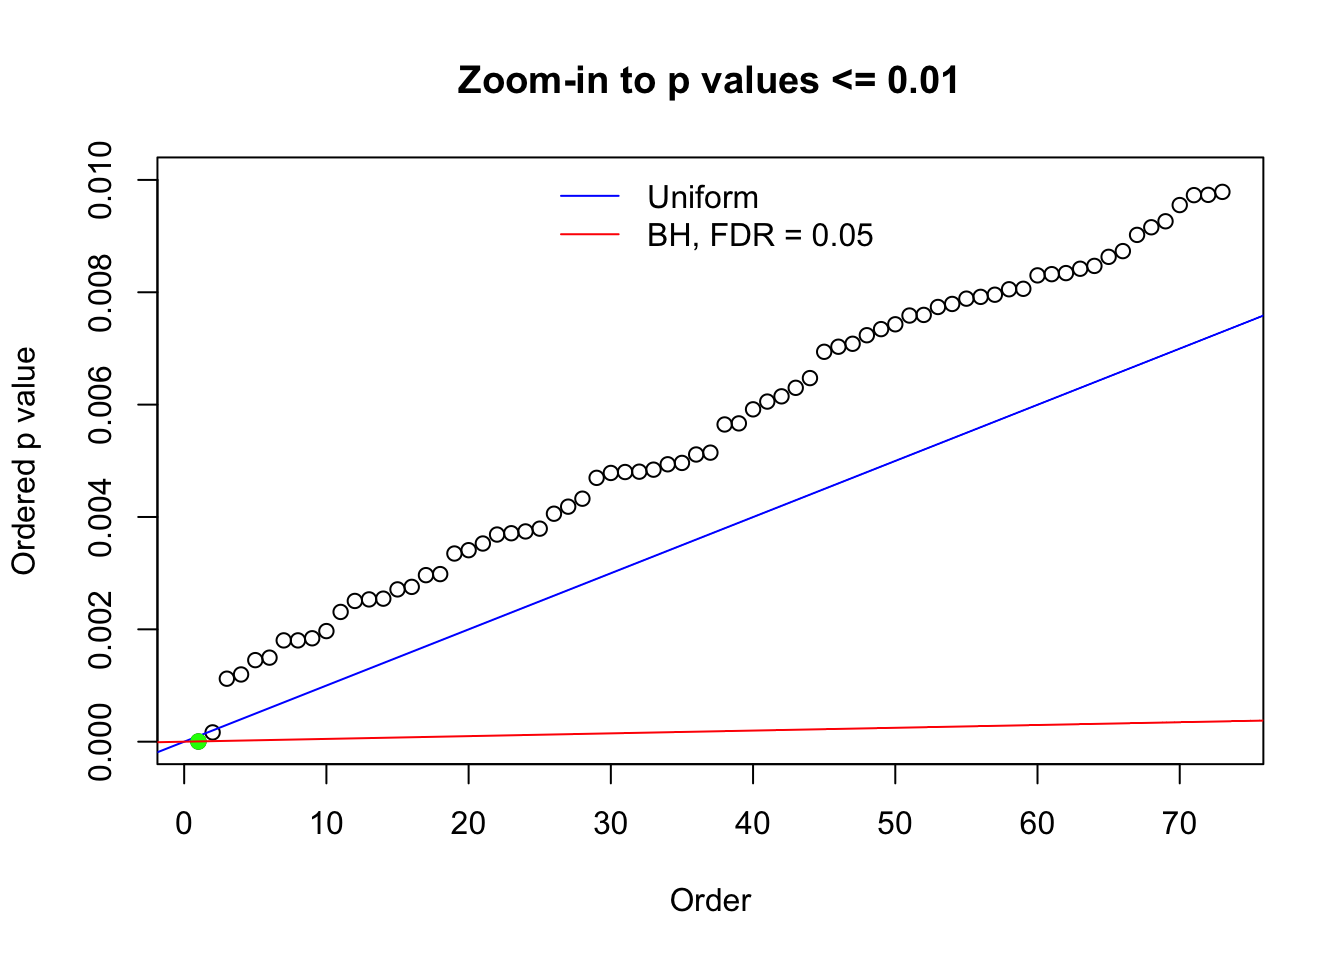 Zoom-in to p values <= 0.01
Uniform
BH, FDR = 0.05
Ordered p value
0.010
0.008
0.006
0.004
0.002
0.000
0 10 20 30 40 50 60 70
Order